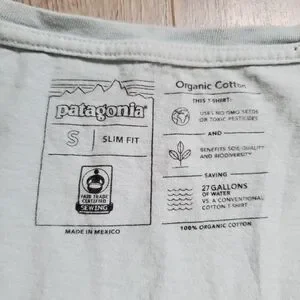 patagonia®
S SLIM FIT
FAIR TRADE
CERTIFIED
SEWING
MADE IN MEXICO
Organic Cotton
THIS T-SHIRT:
USES NO GMO SEEDS
OR TOXIC PESTICIDES
AND
BENEFITS SOIL QUALITY
AND BIODIVERSITY
SAVING
27 GALLONS
OF WATER
VS. A CONVENTIONAL
COTTON T-SHIRT
100% ORGANIC COTTON